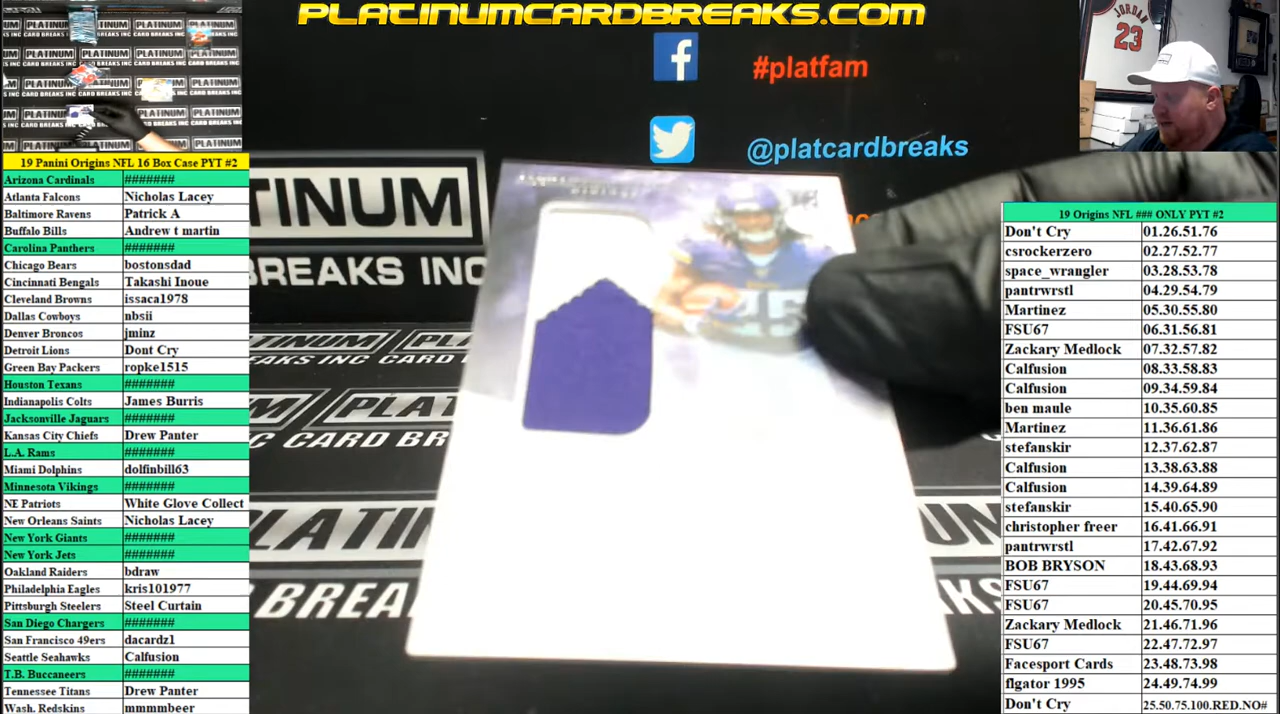 PLATINUMCARDBREAKS.COM
#platfam
@platcardbreaks
JORDAN
23
19 Panini Origins NFL 16 Box Case PYT #2
Arizona Cardinals #######
Atlanta Falcons Nicholas Lacey
Baltimore Ravens Patrick A
Buffalo Bills Andrew t martin
Carolina Panthers #######
Chicago Bears bostonsdad
Cincinnati Bengals Takashi Inoue
Cleveland Browns issaca1978
Dallas Cowboys nbsii
Denver Broncos jminz
Detroit Lions Dont Cry
Green Bay Packers ropke1515
Houston Texans #######
Indianapolis Colts James Burris
Jacksonville Jaguars #######
Kansas City Chiefs Drew Panter
L.A. Rams #######
Miami Dolphins dolfinbill63
Minnesota Vikings #######
NE Patriots White Glove Collect
New Orleans Saints Nicholas Lacey
New York Giants #######
New York Jets #######
Oakland Raiders bdraw
Philadelphia Eagles kris101977
Pittsburgh Steelers Steel Curtain
San Diego Chargers #######
San Francisco 49ers dacardz1
Seattle Seahawks Calfusion
T.B. Buccaneers #######
Tennessee Titans Drew Panter
Wash. Redskins mmmmbeer
TINUM
BREAKS INC
25
19 Origins NFL ### ONLY PYT #2
Don't Cry 01.26.51.76
csrockerzero 02.27.52.77
space_wrangler 03.28.53.78
pantrwrstl 04.29.54.79
Martinez 05.30.55.80
FSU67 06.31.56.81
Zackary Medlock 07.32.57.82
Calfusion 08.33.58.83
Calfusion 09.34.59.84
ben maule 10.35.60.85
Martinez 11.36.61.86
stefanskir 12.37.62.87
Calfusion 13.38.63.88
Calfusion 14.39.64.89
stefanskir 15.40.65.90
christopher freer 16.41.66.91
pantrwrstl 17.42.67.92
BOB BRYSON 18.43.68.93
FSU67 19.44.69.94
FSU67 20.45.70.95
Zackary Medlock 21.46.71.96
FSU67 22.47.72.97
Facesport Cards 23.48.73.98
flgator 1995 24.49.74.99
Don't Cry 25.50.75.100.RED.NO#